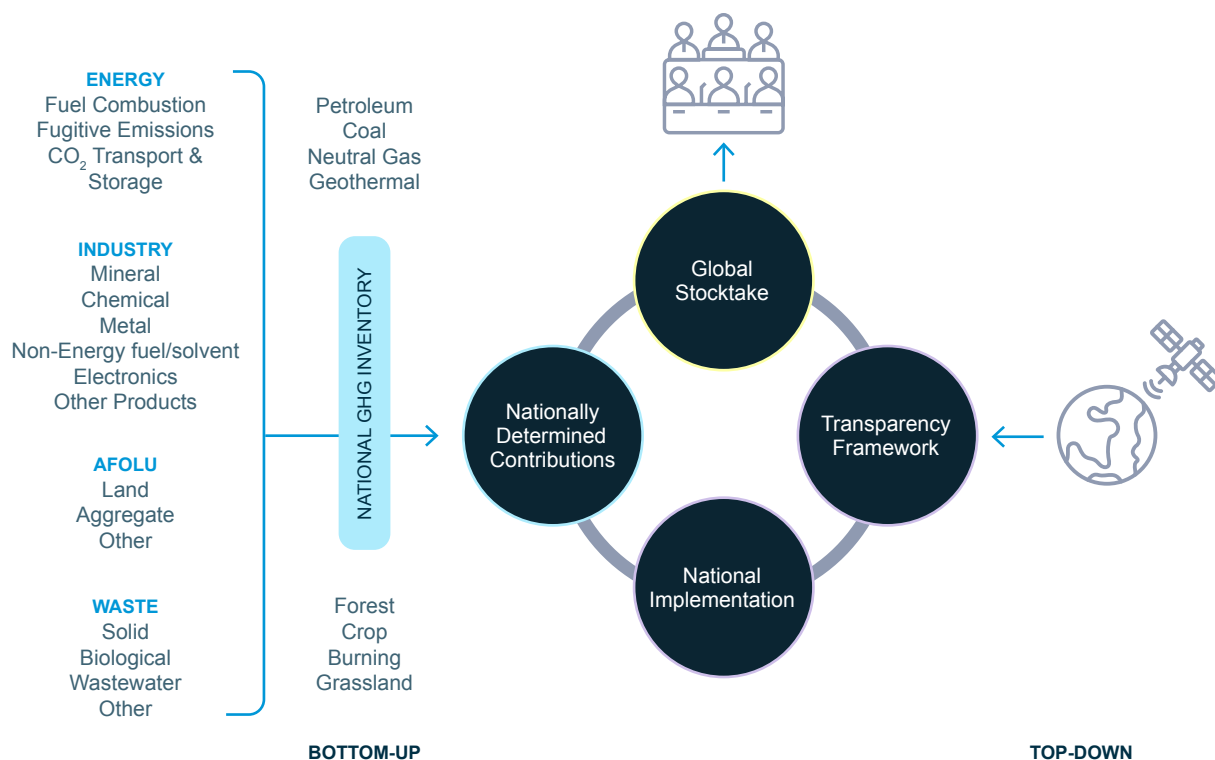 ENERGY
Fuel Combustion
Fugitive Emissions
CO₂ Transport &
Storage
INDUSTRY
Mineral
Chemical
Metal
Non-Energy fuel/solvent
Electronics
Other Products
AFOLU
Land
Aggregate
Other
WASTE
Solid
Biological
Wastewater
Other
Petroleum
Coal
Neutral Gas
Geothermal
NATIONAL GHG INVENTORY
Forest
Crop
Burning
Grassland
Global
Stocktake
Nationally
Determined
Contributions
Transparency
Framework
National
Implementation
BOTTOM-UP
TOP-DOWN